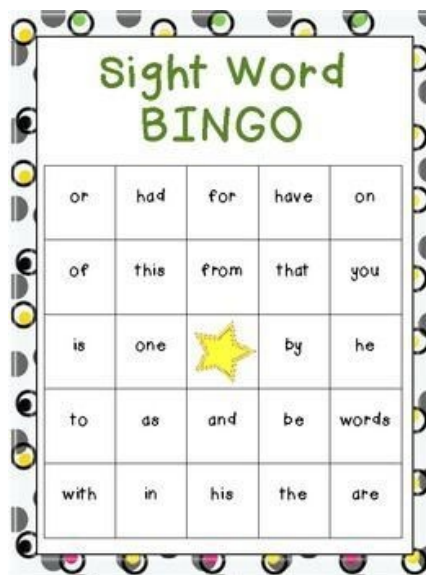 Sight Word
BINGO
or had for have on
of this from that you
is one by he
to as and be words
with in his the are